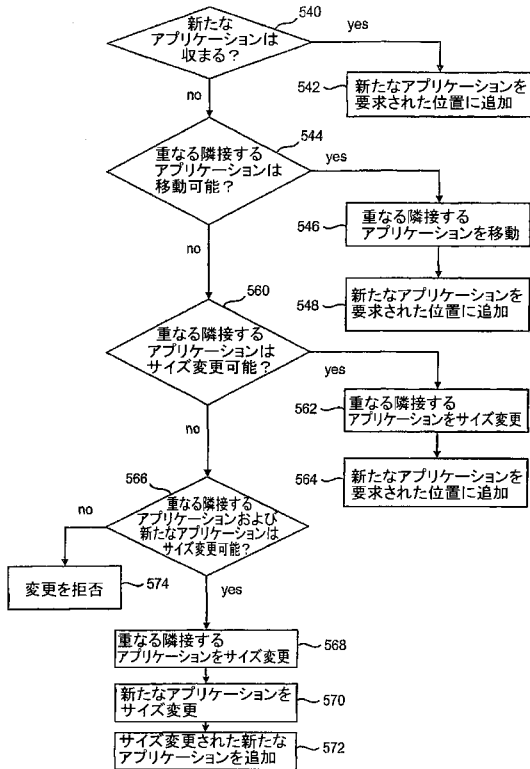 540
新たな
アプリケーションは
収まる？
yes
542
新たなアプリケーションを
要求された位置に追加
no
544
重なる隣接する
アプリケーションは
移動可能？
yes
546
重なる隣接する
アプリケーションを移動
no
548
新たなアプリケーションを
要求された位置に追加
560
重なる隣接する
アプリケーションは
サイズ変更可能？
yes
562
重なる隣接する
アプリケーションをサイズ変更
no
564
新たなアプリケーションを
要求された位置に追加
566
重なる隣接する
アプリケーションおよび
新たなアプリケーションは
サイズ変更可能？
no
変更を拒否
574
yes
重なる隣接する
アプリケーションをサイズ変更
568
新たなアプリケーションを
サイズ変更
570
サイズ変更された新たな
アプリケーションを追加
572